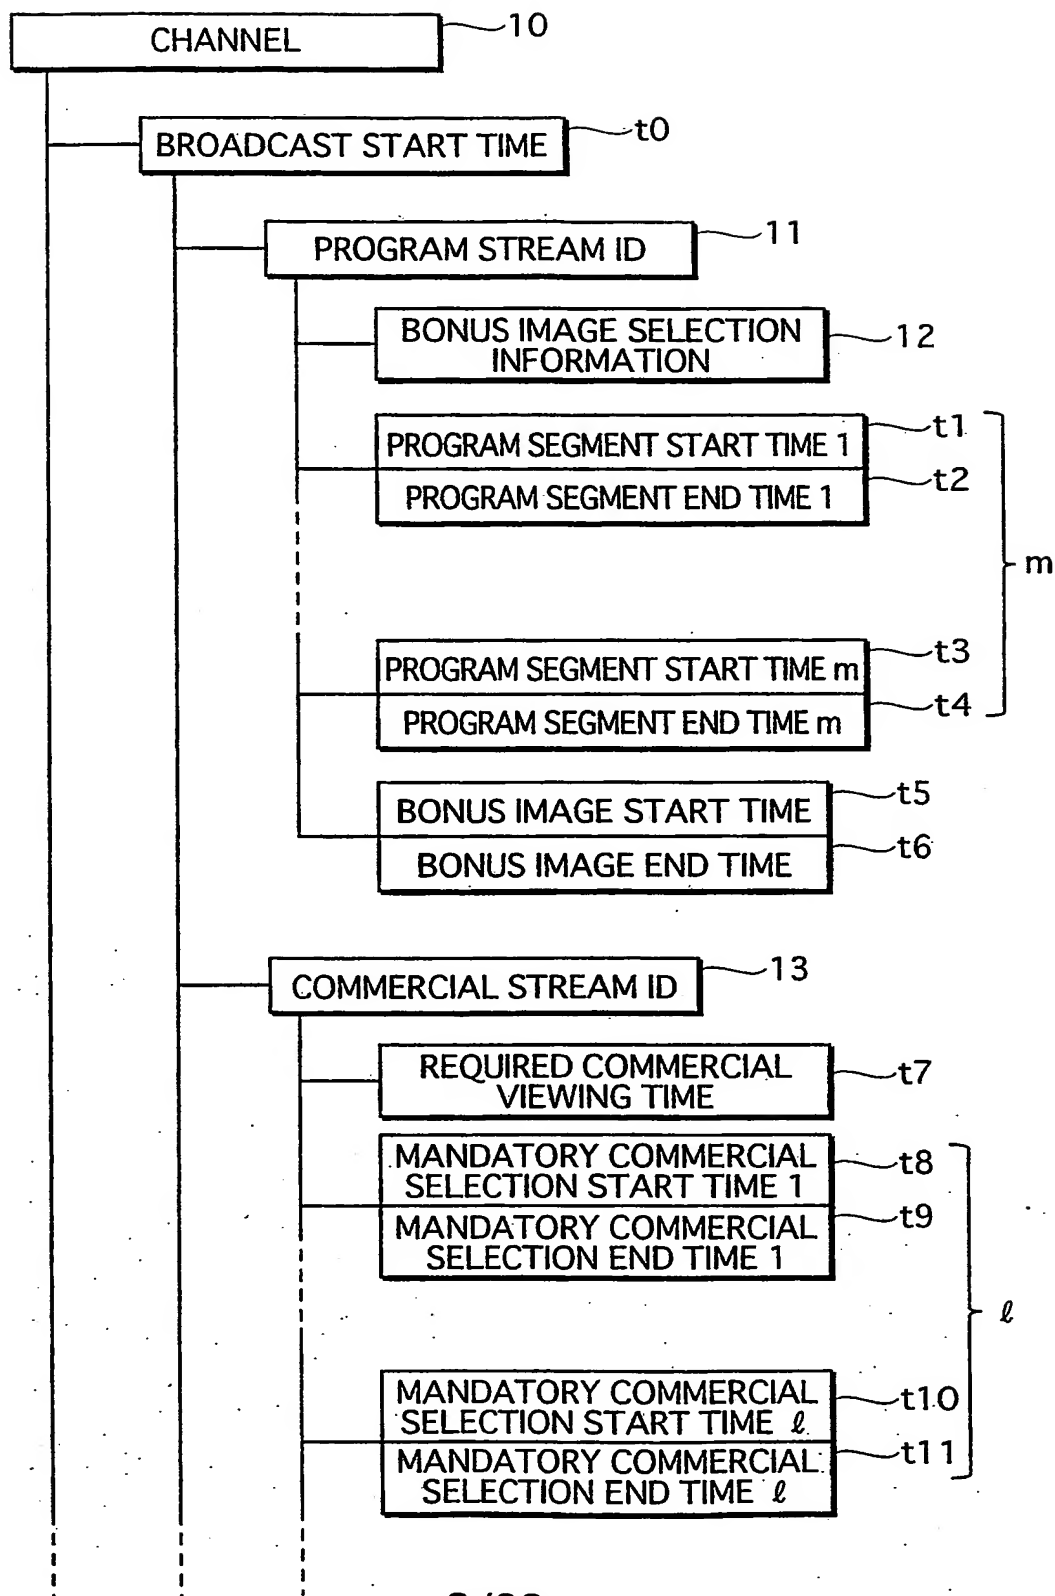 CHANNEL
10
BROADCAST START TIME
t0
PROGRAM STREAM ID
11
BONUS IMAGE SELECTION
INFORMATION
12
PROGRAM SEGMENT START TIME 1
t1
PROGRAM SEGMENT END TIME 1
t2
m
PROGRAM SEGMENT START TIME m
t3
PROGRAM SEGMENT END TIME m
t4
BONUS IMAGE START TIME
t5
BONUS IMAGE END TIME
t6
COMMERCIAL STREAM ID
13
REQUIRED COMMERCIAL
VIEWING TIME
t7
MANDATORY COMMERCIAL
SELECTION START TIME 1
t8
MANDATORY COMMERCIAL
SELECTION END TIME 1
t9
ℓ
MANDATORY COMMERCIAL
SELECTION START TIME ℓ
t10
MANDATORY COMMERCIAL
SELECTION END TIME ℓ
t11